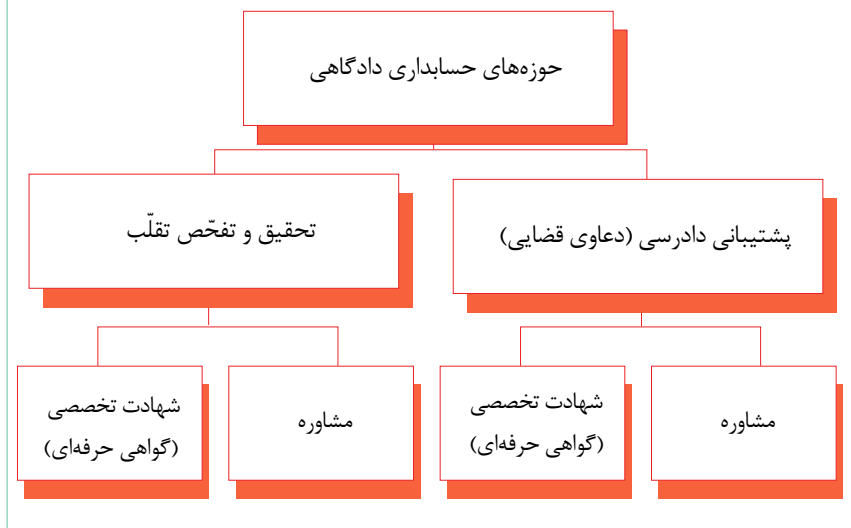 حوزه‌های حسابداری دادگاهی
پشتیبانی دادرسی (دعاوی قضایی)
تحقیق و تفحّص تقلّب
مشاوره
شهادت تخصصی
(گواهی حرفه‌ای)
مشاوره
شهادت تخصصی
(گواهی حرفه‌ای)